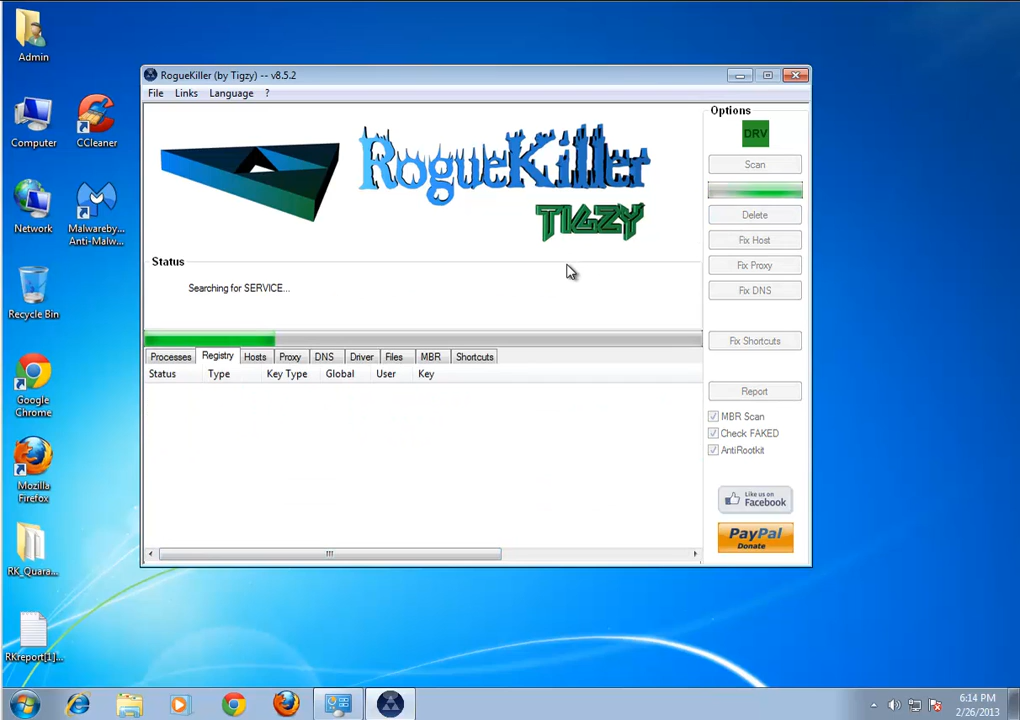 Admin
Computer
CCleaner
Network
Malwareby...
Anti-Malw...
Recycle Bin
Google
Chrome
Mozilla
Firefox
RK_Quara...
RKreport[1]...
RogueKiller (by Tigzy) -- v8.5.2
File Links Language ?
RogueKiller
TIGZY
Status
Searching for SERVICE...
Processes Registry Hosts Proxy DNS Driver Files MBR Shortcuts
Status Type Key Type Global User Key
Options
DRV
Scan
Delete
Fix Host
Fix Proxy
Fix DNS
Fix Shortcuts
Report
MBR Scan
Check FAKED
AntiRootkit
Like us on
Facebook
PayPal
Donate
6:14 PM
2/26/2013